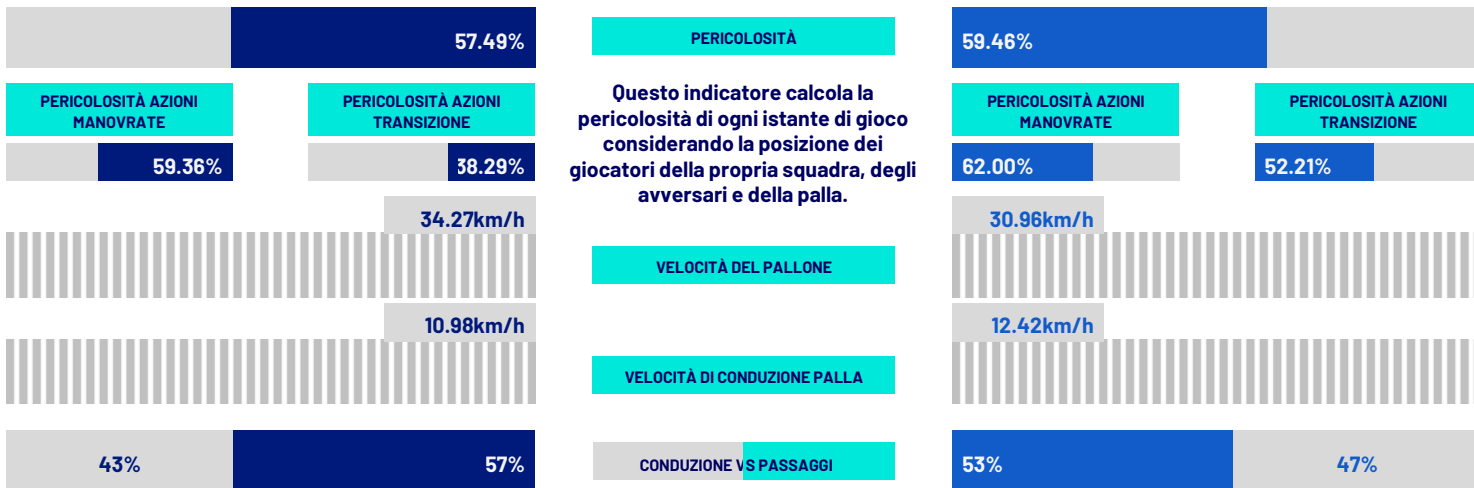 57.49%
PERICOLOSITÀ
59.46%
PERICOLOSITÀ AZIONI
MANOVRATE
PERICOLOSITÀ AZIONI
TRANSIZIONE
59.36%
38.29%
Questo indicatore calcola la
pericolosità di ogni istante di gioco
considerando la posizione dei
giocatori della propria squadra, degli
avversari e della palla.
PERICOLOSITÀ AZIONI
MANOVRATE
PERICOLOSITÀ AZIONI
TRANSIZIONE
62.00%
52.21%
34.27km/h
VELOCITÀ DEL PALLONE
30.96km/h
10.98km/h
VELOCITÀ DI CONDUZIONE PALLA
12.42km/h
43%
57%
CONDUZIONE VS PASSAGGI
53%
47%